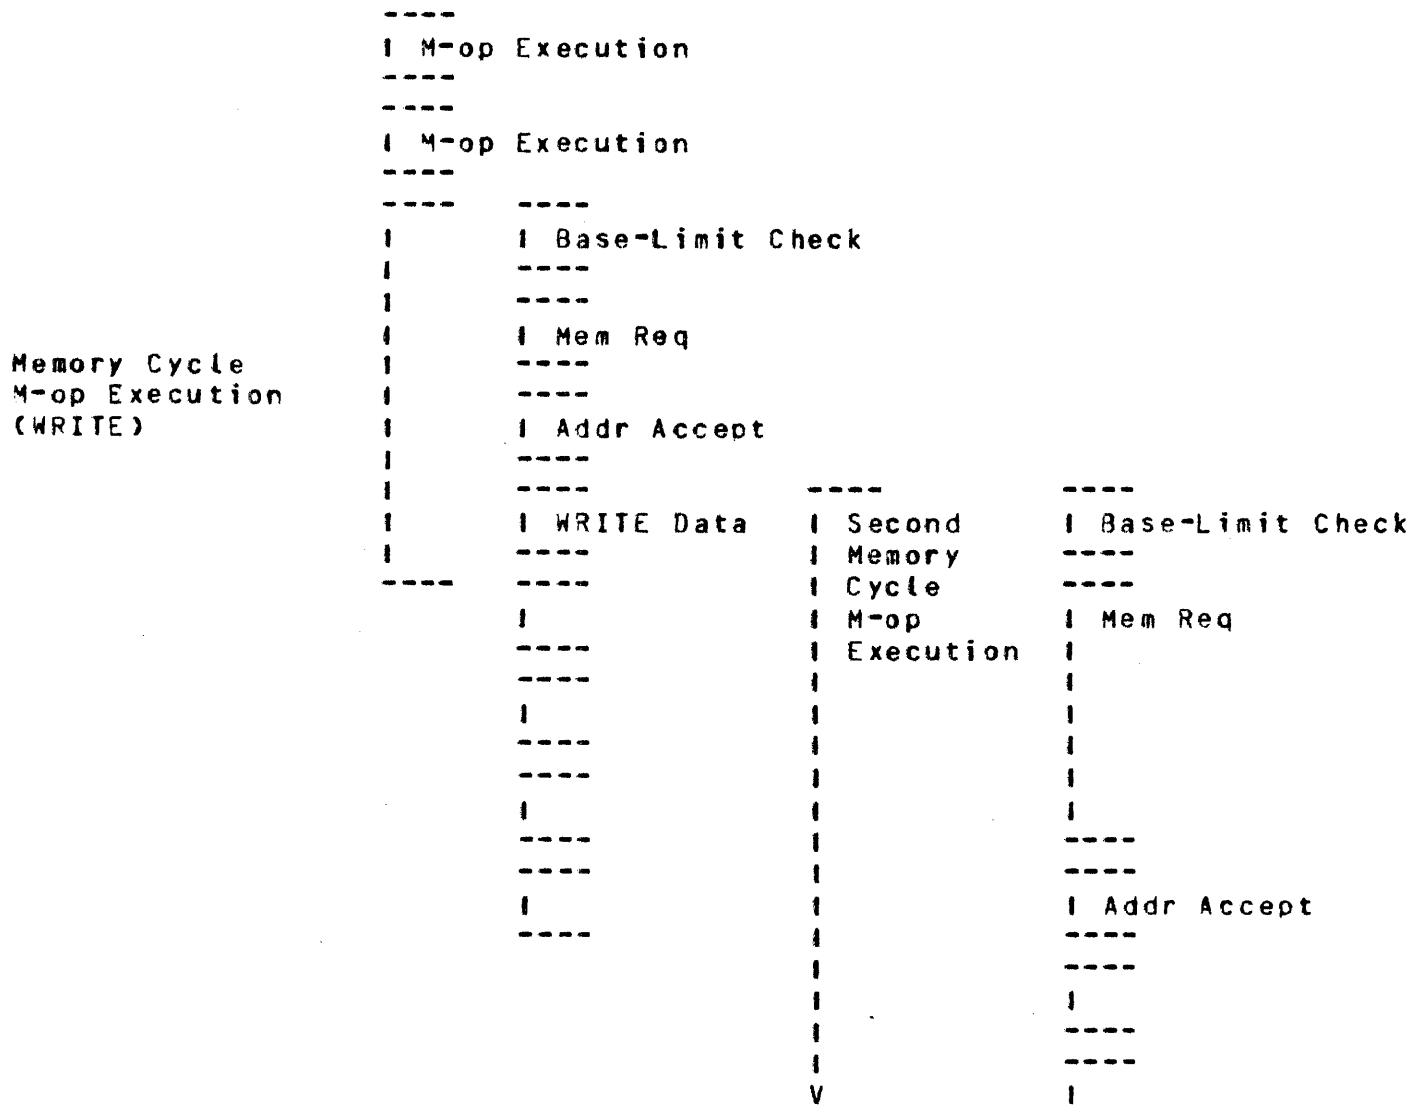 M-op Execution
M-op Execution
Base-Limit Check
Mem Req
Memory Cycle
M-op Execution
(WRITE)
Addr Accept
WRITE Data
Second
Memory
Cycle
M-op
Execution
Base-Limit Check
Mem Req
Addr Accept
V